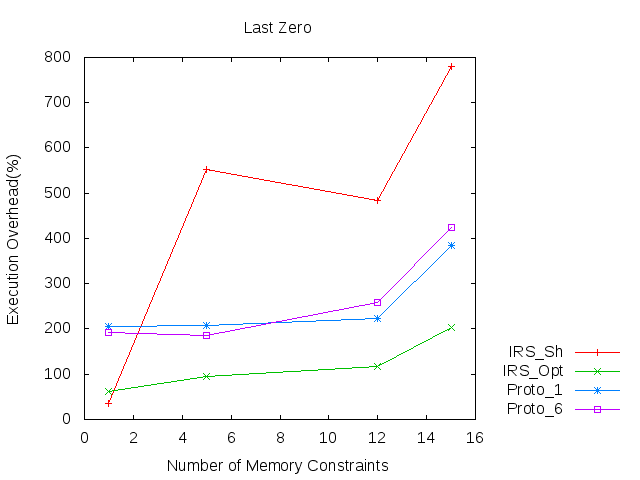 Last Zero
800
700
600
500
400
300
200
100
0
Execution Overhead(%)
0 2 4 6 8 10 12 14 16
Number of Memory Constraints
IRS_Sh
IRS_Opt
Proto_1
Proto_6